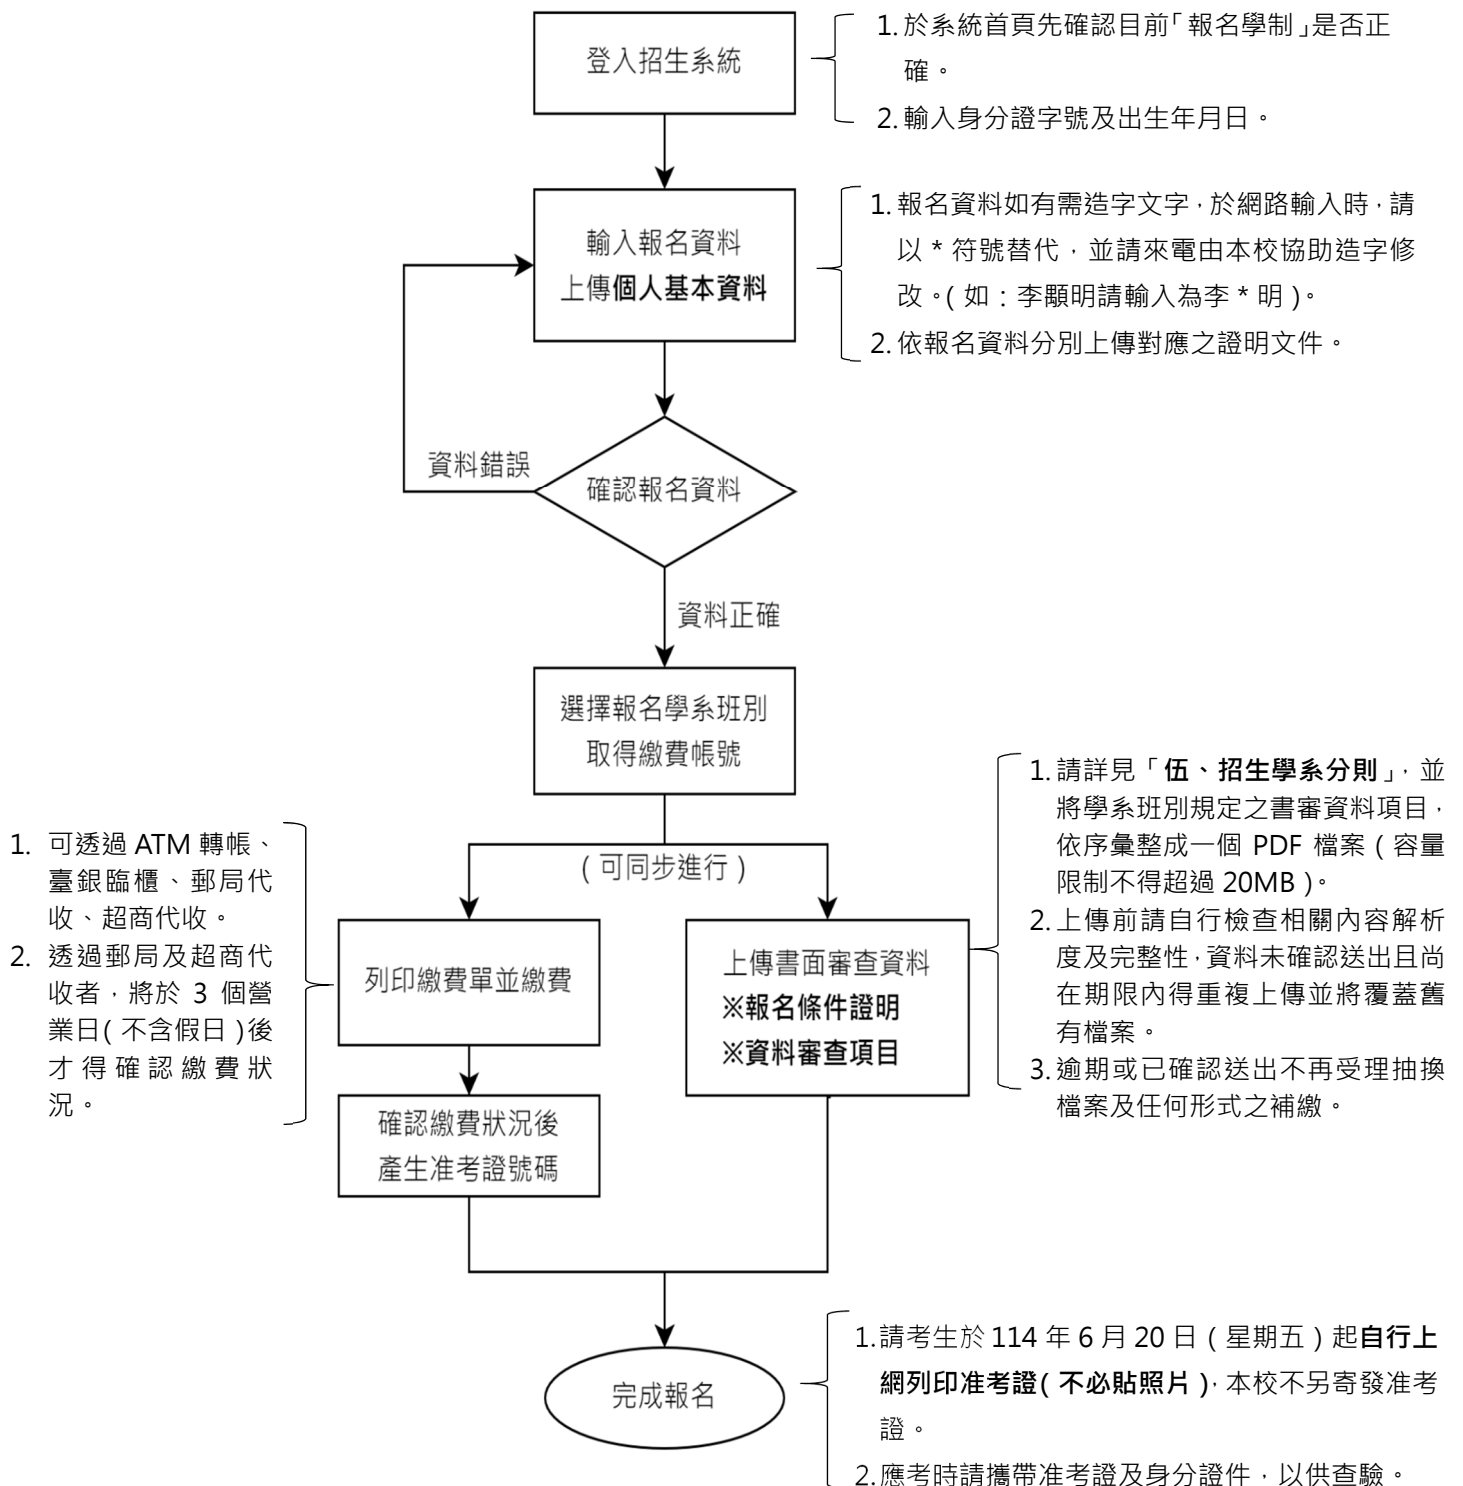 登入招生系統
1.於系統首頁先確認目前「報名學制」是否正
確。
2.輸入身分證字號及出生年月日。
輸入報名資料
上傳個人基本資料
1.報名資料如有需造字文字，於網路輸入時，請
以 * 符號替代，並請來電由本校協助造字修
改。(如：李顒明請輸入為李 * 明)。
2.依報名資料分別上傳對應之證明文件。
資料錯誤
確認報名資料
資料正確
選擇報名學系班別
取得繳費帳號
(可同步進行)
1. 可透過 ATM 轉帳、
臺銀臨櫃、郵局代
收、超商代收。
2. 透過郵局及超商代
收者，將於 3 個營
業日(不含假日)後
才得確認繳費狀
況。
列印繳費單並繳費
確認繳費狀況後
產生准考證號碼
上傳書面審查資料
※報名條件證明
※資料審查項目
1.請詳見「伍、招生學系分則」，並
將學系班別規定之書審資料項目，
依序彙整成一個 PDF 檔案(容量
限制不得超過 20MB)。
2.上傳前請自行檢查相關內容解析
度及完整性，資料未確認送出且尚
在期限內得重複上傳並將覆蓋舊
有檔案。
3.逾期或已確認送出不再受理抽換
檔案及任何形式之補繳。
完成報名
1.請考生於 114 年 6 月 20 日(星期五)起自行上
網列印准考證(不必貼照片)，本校不另寄發准考
證。
2.應考時請攜帶准考證及身分證件，以供查驗。